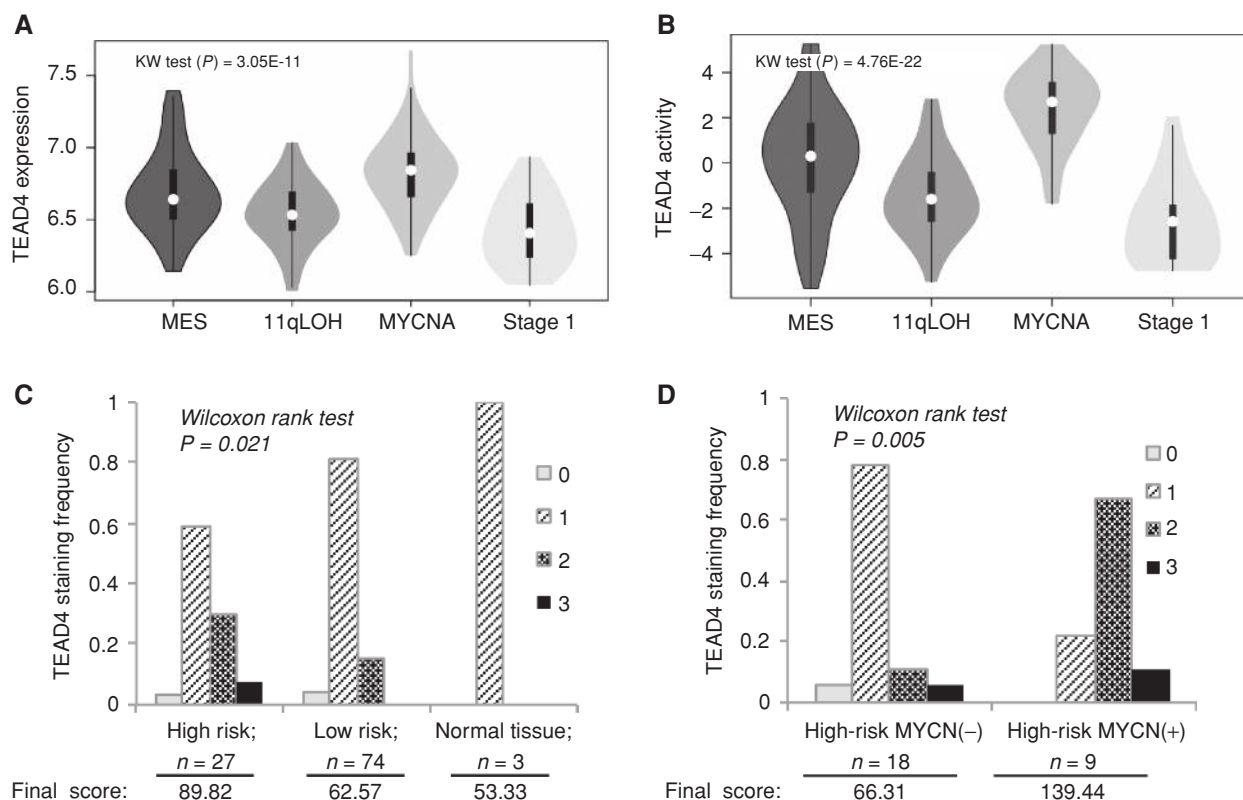 A
KW test (P) = 3.05E-11
TEAD4 expression
7.5
7.0
6.5
6.0
MES 11qLOH MYCNA Stage 1
B
KW test (P) = 4.76E-22
TEAD4 activity
4
2
0
−2
−4
MES 11qLOH MYCNA Stage 1
C
Wilcoxon rank test
P = 0.021
TEAD4 staining frequency
1
0.8
0.6
0.4
0.2
0
0
1
2
3
High risk; Low risk; Normal tissue;
n = 27 n = 74 n = 3
Final score: 89.82 62.57 53.33
D
Wilcoxon rank test
P = 0.005
TEAD4 staining frequency
1
0.8
0.6
0.4
0.2
0
0
1
2
3
High-risk MYCN(−) High-risk MYCN(+)
n = 18 n = 9
Final score: 66.31 139.44